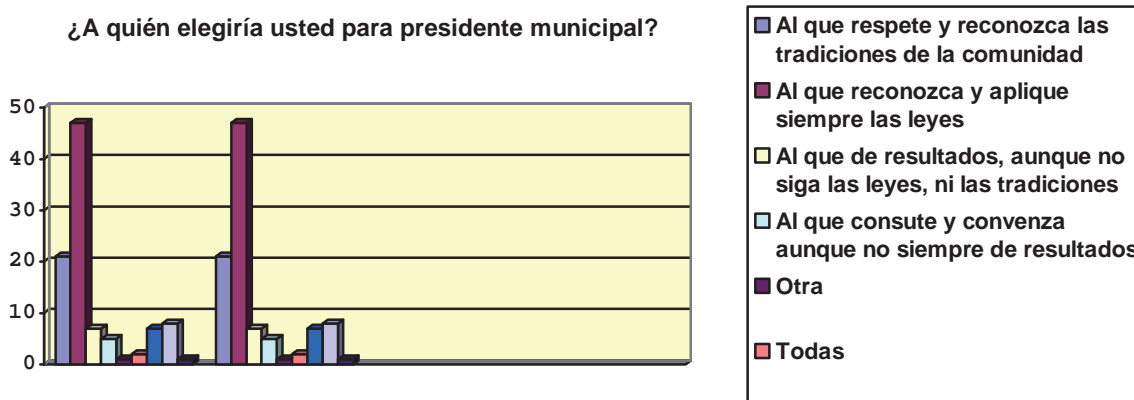 ¿A quién elegiría usted para presidente municipal?
50
40
30
20
10
0
Al que respete y reconozca las
tradiciones de la comunidad
Al que reconozca y aplique
siempre las leyes
Al que de resultados, aunque no
siga las leyes, ni las tradiciones
Al que consute y convenza
aunque no siempre de resultados
Otra
Todas